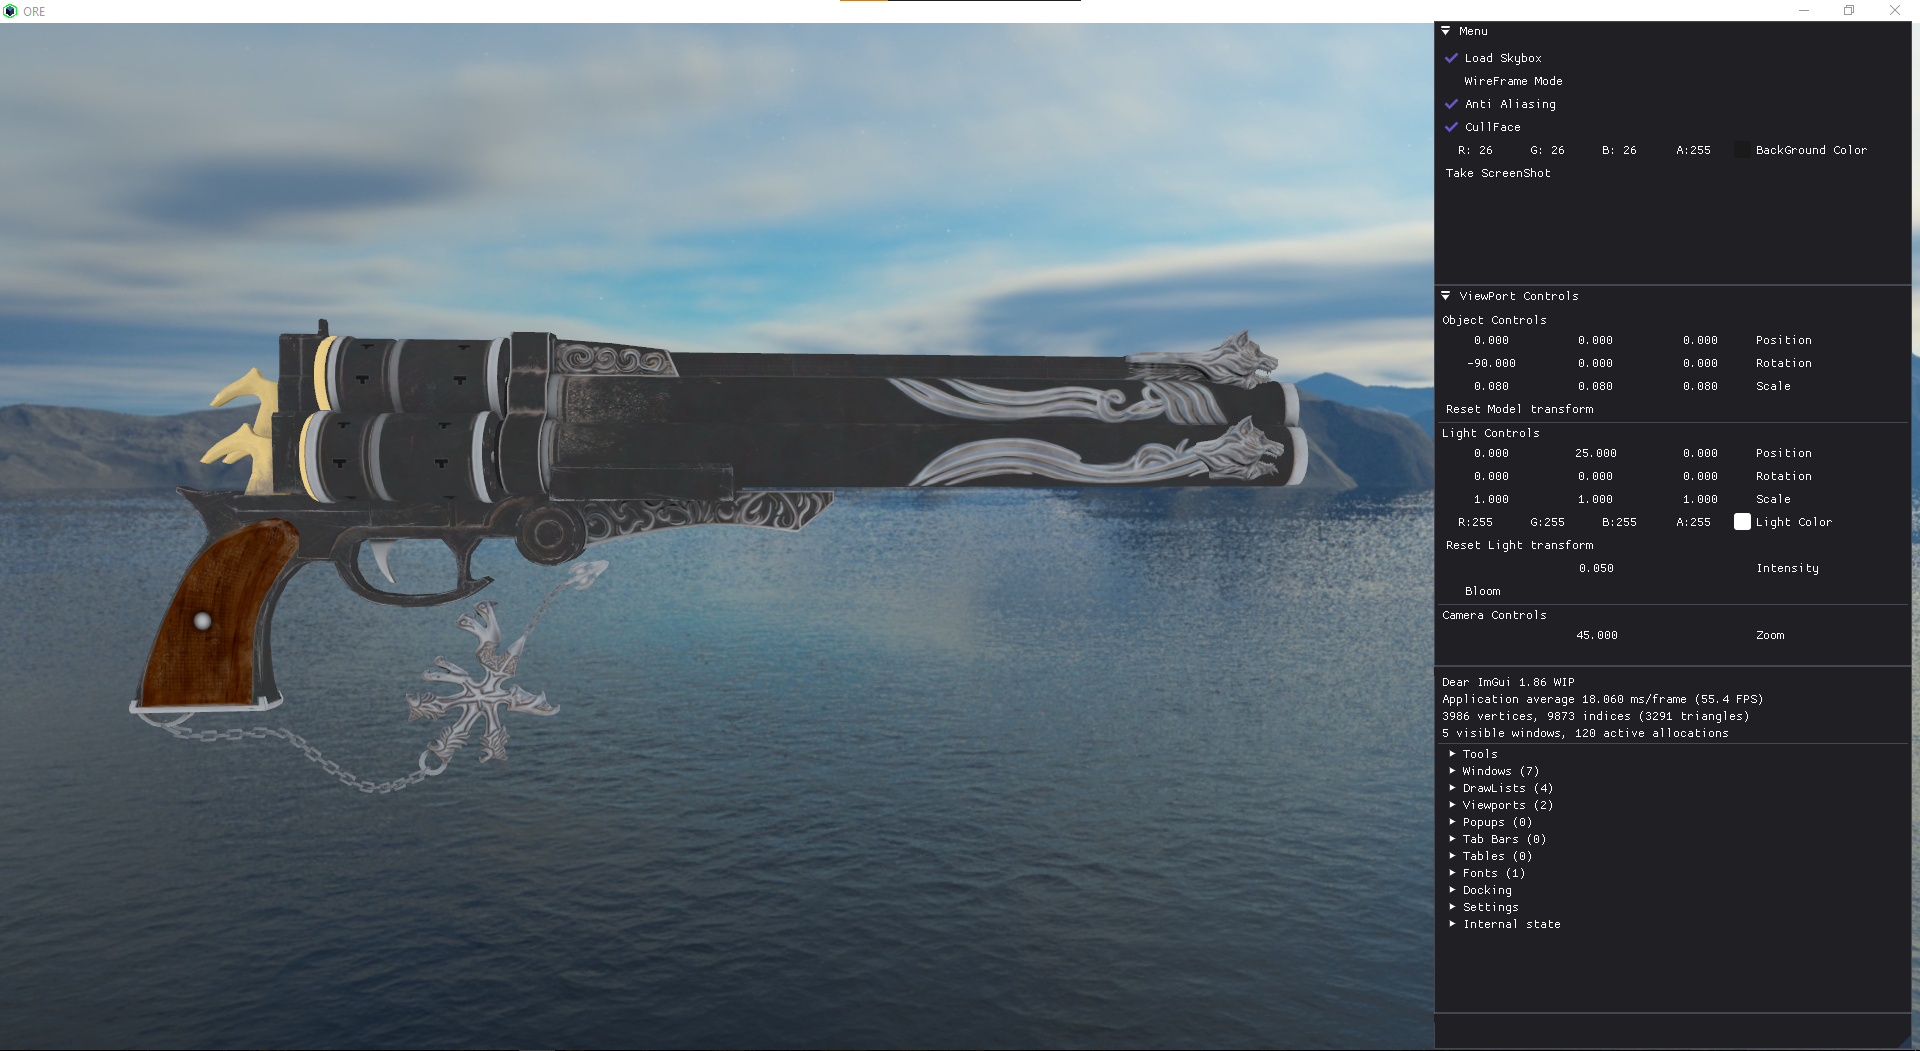 ORE
Menu
Load Skybox
WireFrame Mode
Anti Aliasing
CullFace
R: 26 G: 26 B: 26 A:255 BackGround Color
Take ScreenShot
ViewPort Controls
Object Controls
0.000 0.000 0.000 Position
-90.000 0.000 0.000 Rotation
0.080 0.080 0.080 Scale
Reset Model transform
Light Controls
0.000 25.000 0.000 Position
0.000 0.000 0.000 Rotation
1.000 1.000 1.000 Scale
R:255 G:255 B:255 A:255 Light Color
Reset Light transform
0.050 Intensity
Bloom
Camera Controls
45.000 Zoom
Dear ImGui 1.86 WIP
Application average 18.060 ms/frame (55.4 FPS)
3986 vertices, 9873 indices (3291 triangles)
5 visible windows, 120 active allocations
Tools
Windows (7)
DrawLists (4)
Viewports (2)
Popups (0)
Tab Bars (0)
Tables (0)
Fonts (1)
Docking
Settings
Internal state